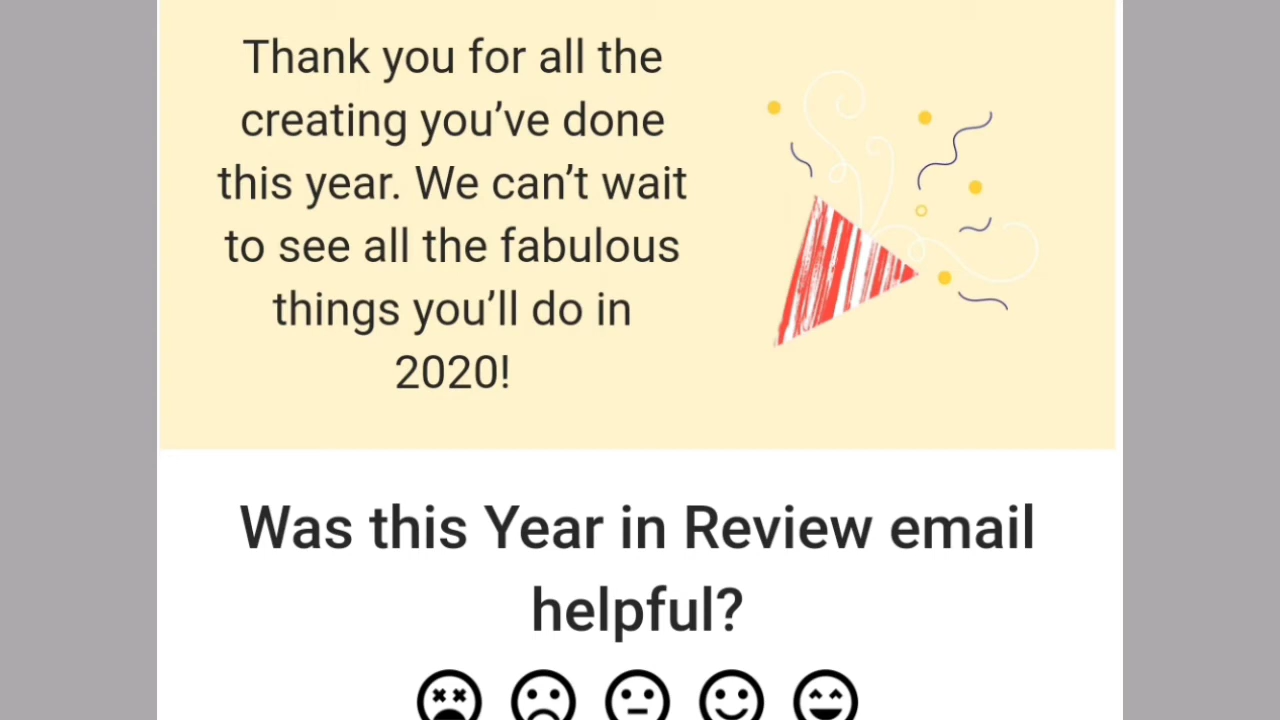 Thank you for all the
creating you’ve done
this year. We can’t wait
to see all the fabulous
things you’ll do in
2020!
Was this Year in Review email
helpful?